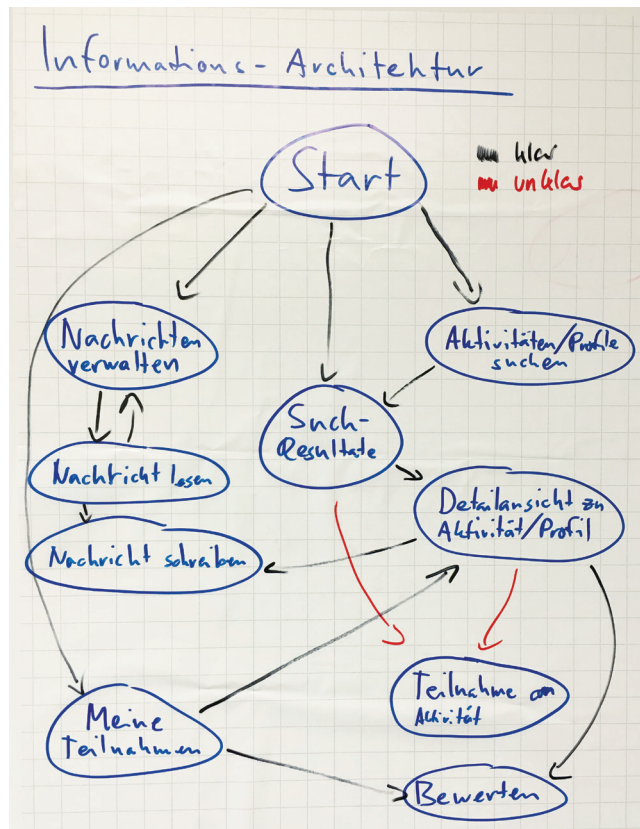 Informations - Architektur
Start
klar
unklar
Nachrichten
verwalten
Aktivitäten/Profile
suchen
Such-
Resultate
Nachricht lesen
Detailansicht zu
Aktivität/Profil
Nachricht schreiben
Teilnahme an
Aktivität
Meine
Teilnahmen
Bewerten